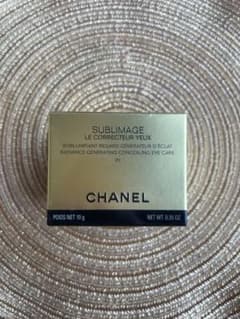 SUBLIMAGE
LE CORRECTEUR YEUX
SOIN UNIFIANT REGARD GÉNÉRATEUR D'ÉCLAT
RADIANCE-GENERATING CONCEALING EYE CARE
CHANEL
POIDS NET 10 g NET WT. 0.35 OZ.